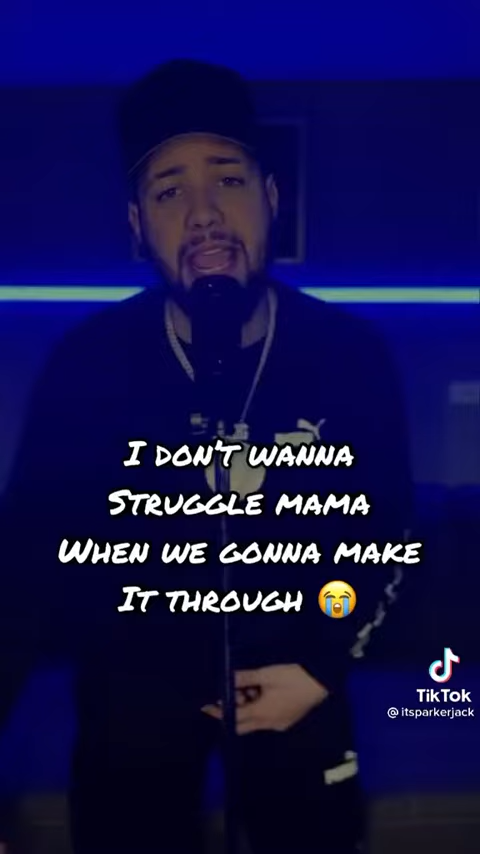 I DON'T WANNA
STRUGGLE MAMA
WHEN WE GONNA MAKE
IT THROUGH 😭
TikTok
@itsparkerjack